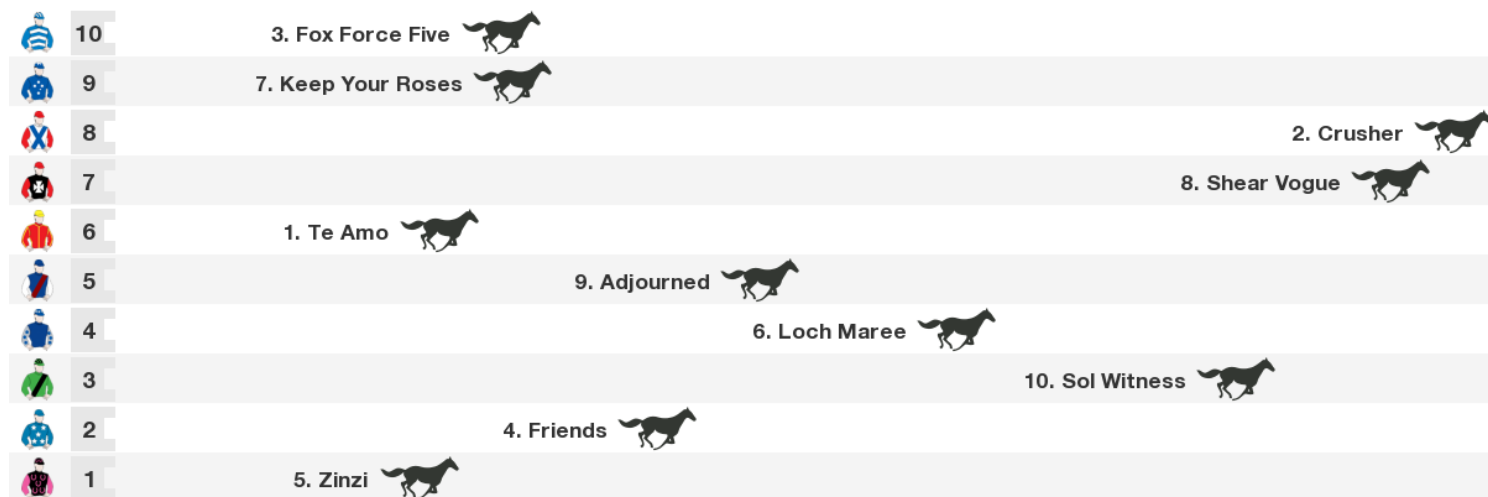 10 3. Fox Force Five
9 7. Keep Your Roses
8 2. Crusher
7 8. Shear Vogue
6 1. Te Amo
5 9. Adjourned
4 6. Loch Maree
3 10. Sol Witness
2 4. Friends
1 5. Zinzi